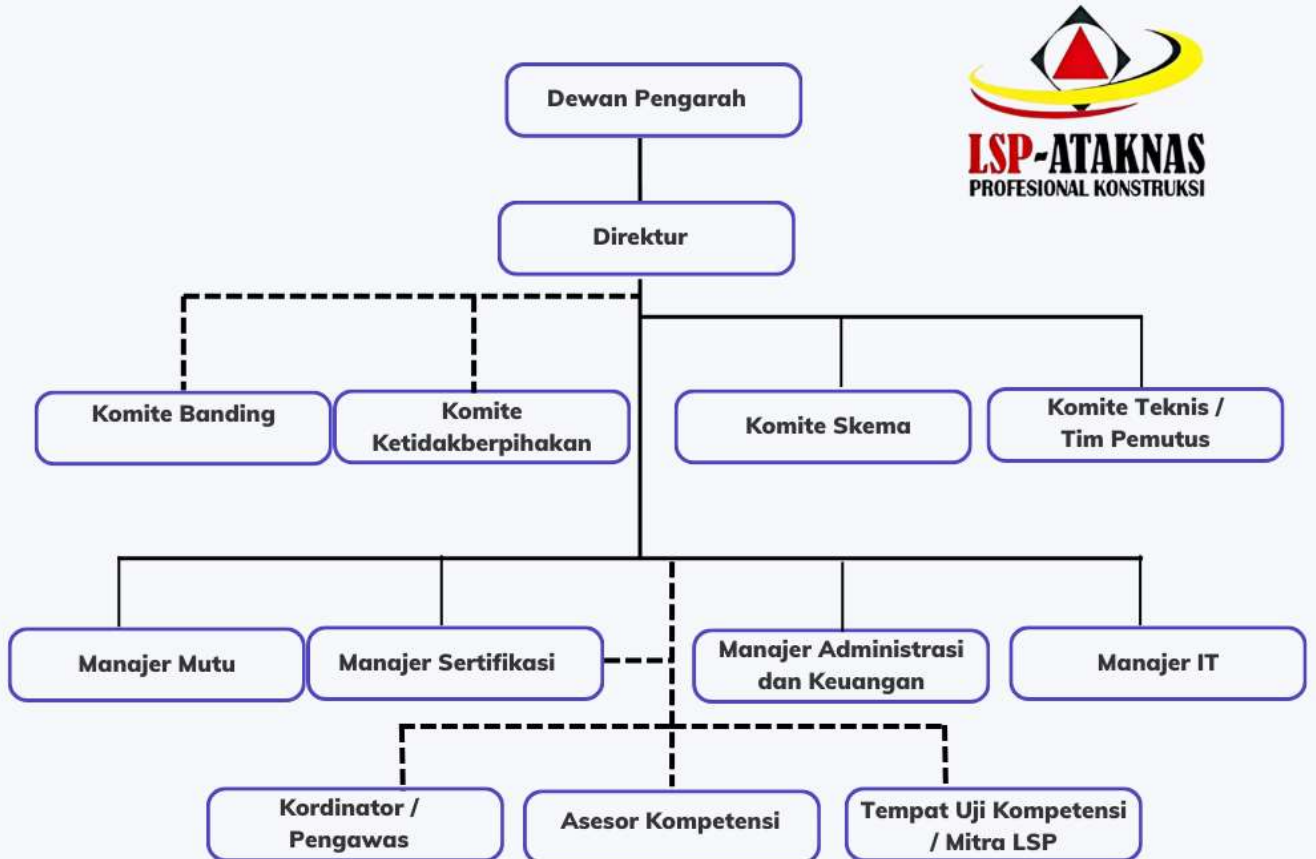 LSP-ATAKNAS
PROFESIONAL KONSTRUKSI
Dewan Pengarah
Direktur
Komite Banding
Komite
Ketidakberpihakan
Komite Skema
Komite Teknis /
Tim Pemutus
Manajer Mutu
Manajer Sertifikasi
Manajer Administrasi
dan Keuangan
Manajer IT
Kordinator /
Pengawas
Asesor Kompetensi
Tempat Uji Kompetensi
/ Mitra LSP